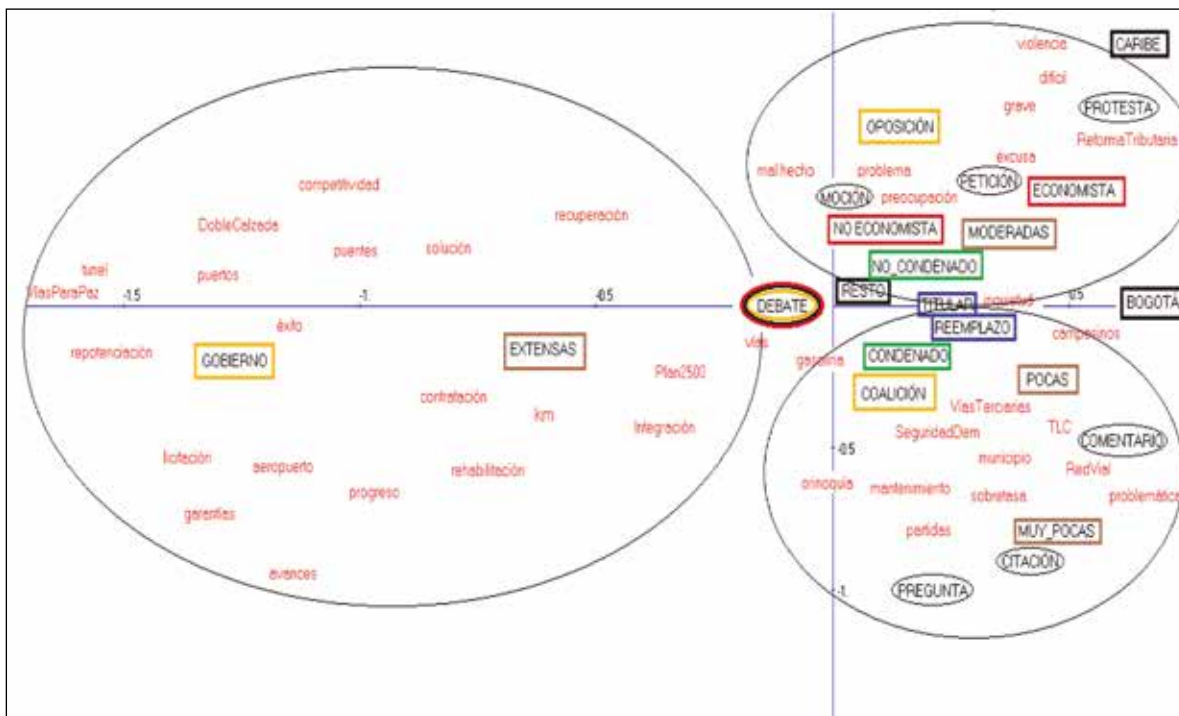 violencia
CARIBE
difícil
grave
PROTESTA
OPOSICIÓN
ReformaTributaria
excusa
mal hecho
problema
PETICIÓN
competitividad
MOCIÓN
preocupación
ECONOMISTA
recuperación
DobleCalzada
NO ECONOMISTA
MODERADAS
puentes
solución
NO_CONDENADO
tunel
puertos
VíasParaPaz
RESTO
-1.5
-1
-0.5
DEBATE
TITULAR
inquietud
0.5
BOGOTÁ
éxito
REEMPLAZO
campesinos
vías
repotenciación
GOBIERNO
EXTENSAS
gasolina
CONDENADO
Plan2500
COALICIÓN
POCAS
contratación
km
Integración
VíasTerciarias
SeguridadDem
TLC
COMENTARIO
-0.5
licitación
aeropuerto
rehabilitación
municipio
RedVial
progreso
orinoquía
mantenimiento
sobretasa
problemática
garantías
partidas
MUY_POCAS
avances
CITACIÓN
PREGUNTA
-1.